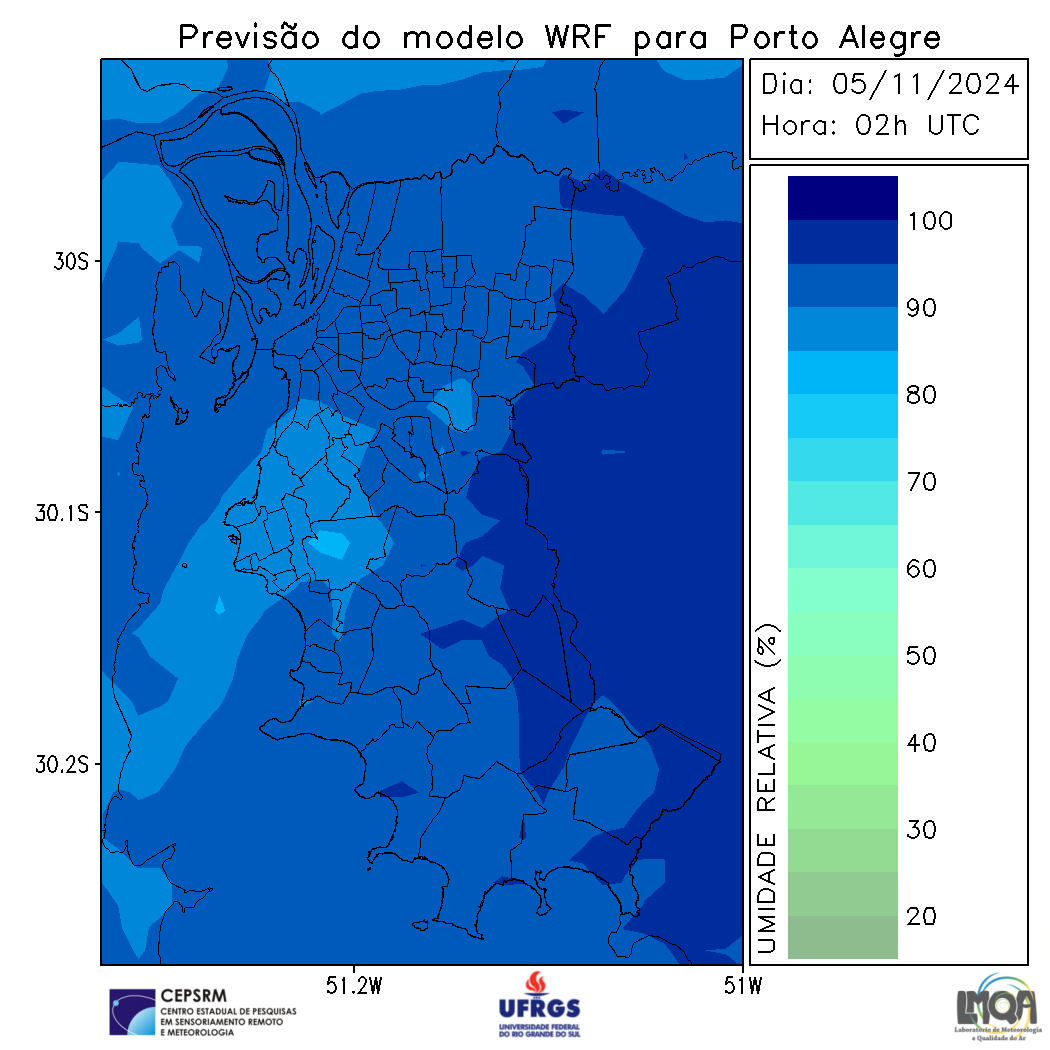 Previsão do modelo WRF para Porto Alegre
Dia: 05/11/2024
Hora: 02h UTC
100
90
80
70
60
50
40
30
20
UMIDADE RELATIVA (%)
30S
30.1S
30.2S
51.2W
51W
CEPSRM
CENTRO ESTADUAL DE PESQUISAS
EM SENSORIAMENTO REMOTO
E METEOROLOGIA
UFRGS
UNIVERSIDADE FEDERAL
DO RIO GRANDE DO SUL
LMQA
Laboratório de Meteorologia
e Qualidade do Ar